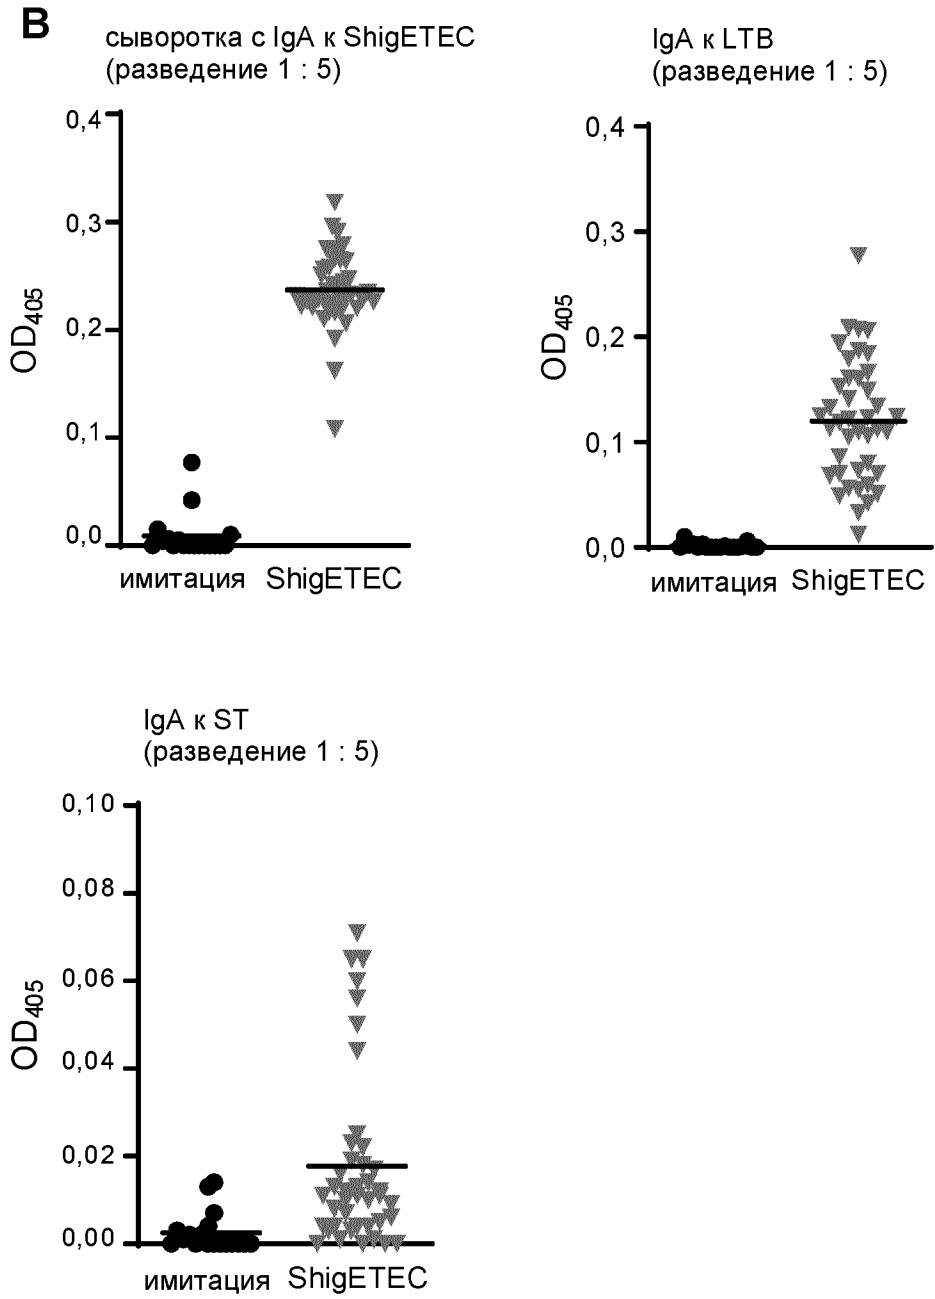 B
сыворотка с IgA к ShigETEC
(разведение 1 : 5)
OD405
0,4
0,3
0,2
0,1
0,0
имитация ShigETEC
IgA к LTB
(разведение 1 : 5)
OD405
0,4
0,3
0,2
0,1
0,0
имитация ShigETEC
IgA к ST
(разведение 1 : 5)
OD405
0,10
0,08
0,06
0,04
0,02
0,00
имитация ShigETEC